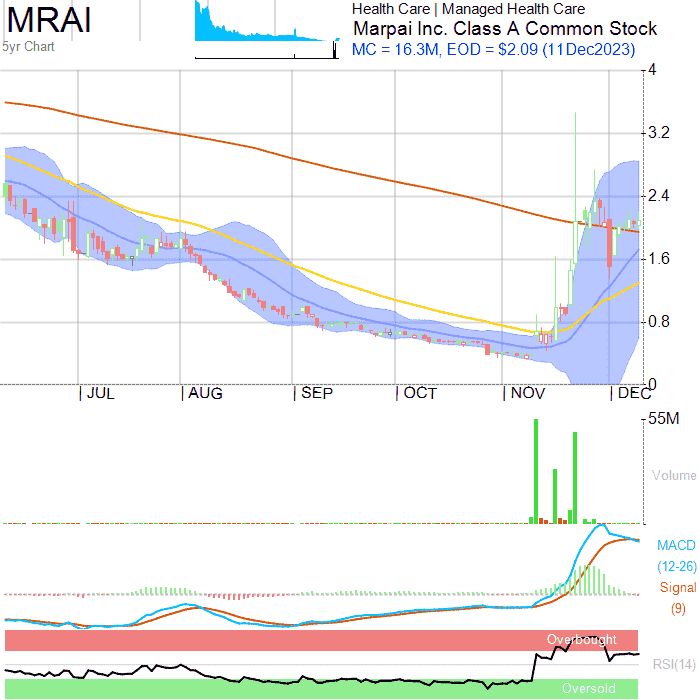 MRAI
5yr Chart
Health Care | Managed Health Care
Marpai Inc. Class A Common Stock
MC = 16.3M, EOD = $2.09 (11Dec2023)
4
3.2
2.4
1.6
0.8
0
JUL AUG SEP OCT NOV DEC
55M
Volume
MACD
(12-26)
Signal
(9)
Overbought
RSI(14)
Oversold